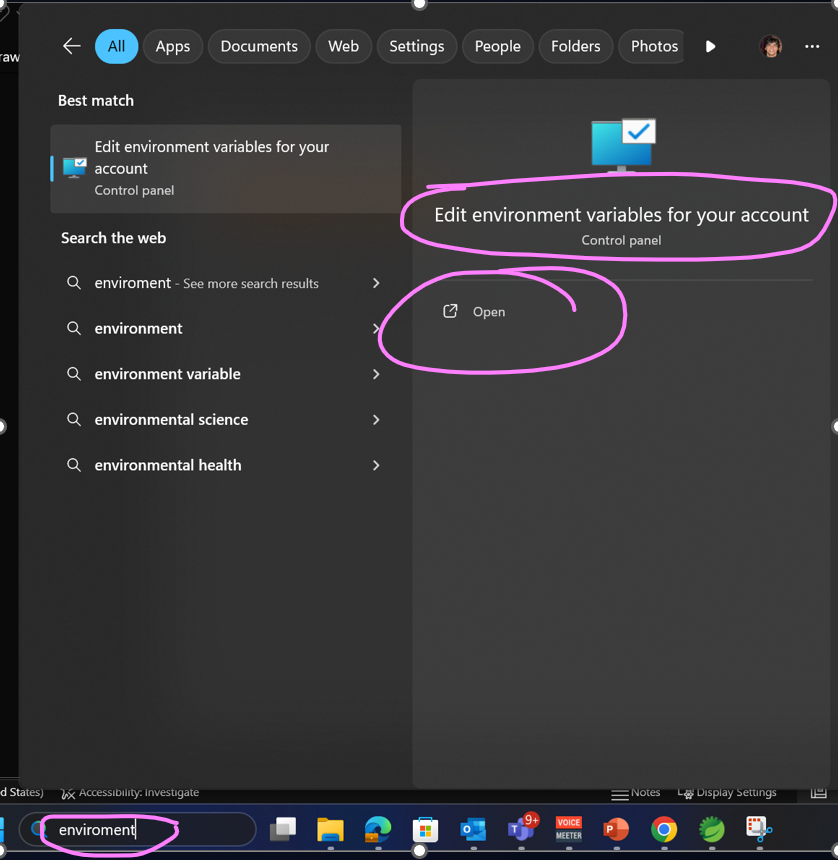 raw
All
Apps
Documents
Web
Settings
People
Folders
Photos
Best match
Edit environment variables for your
account
Control panel
Search the web
enviroment - See more search results
environment
environment variable
environmental science
environmental health
Edit environment variables for your account
Control panel
Open
d States)
Accessibility: Investigate
Notes
Display Settings
enviroment
9+
VOICE
MEETER